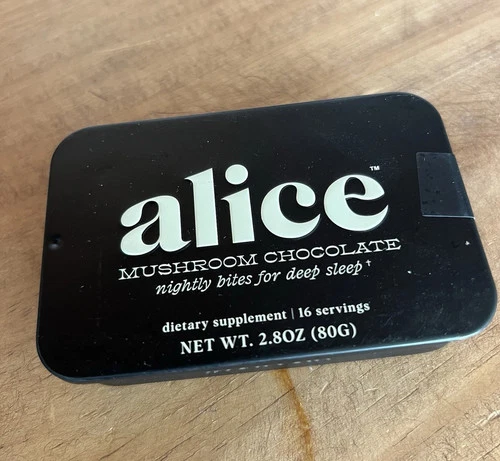 alice™
MUSHROOM CHOCOLATE
nightly bites for deep sleep†
dietary supplement | 16 servings
NET WT. 2.8OZ (80G)